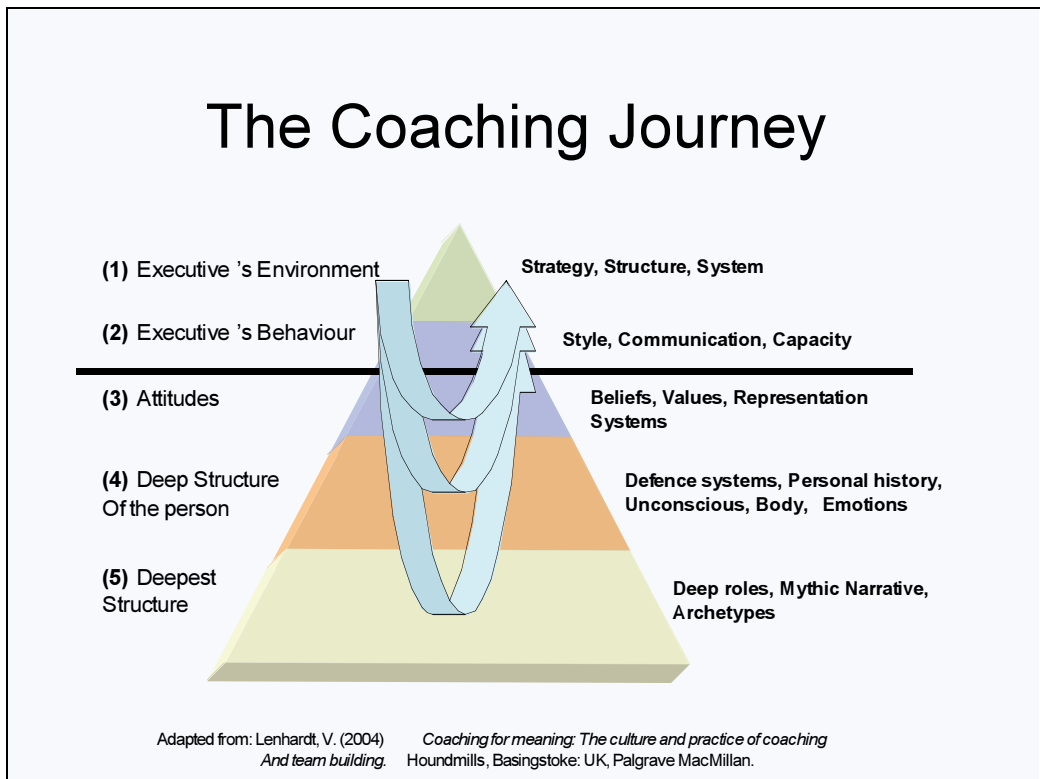 The Coaching Journey
(1) Executive 's Environment
Strategy, Structure, System
(2) Executive 's Behaviour
Style, Communication, Capacity
(3) Attitudes
Beliefs, Values, Representation
Systems
(4) Deep Structure
Of the person
Defence systems, Personal history,
Unconscious, Body, Emotions
(5) Deepest
Structure
Deep roles, Mythic Narrative,
Archetypes
Adapted from: Lenhardt, V. (2004) Coaching for meaning: The culture and practice of coaching
And team building. Houndmills, Basingstoke: UK, Palgrave MacMillan.